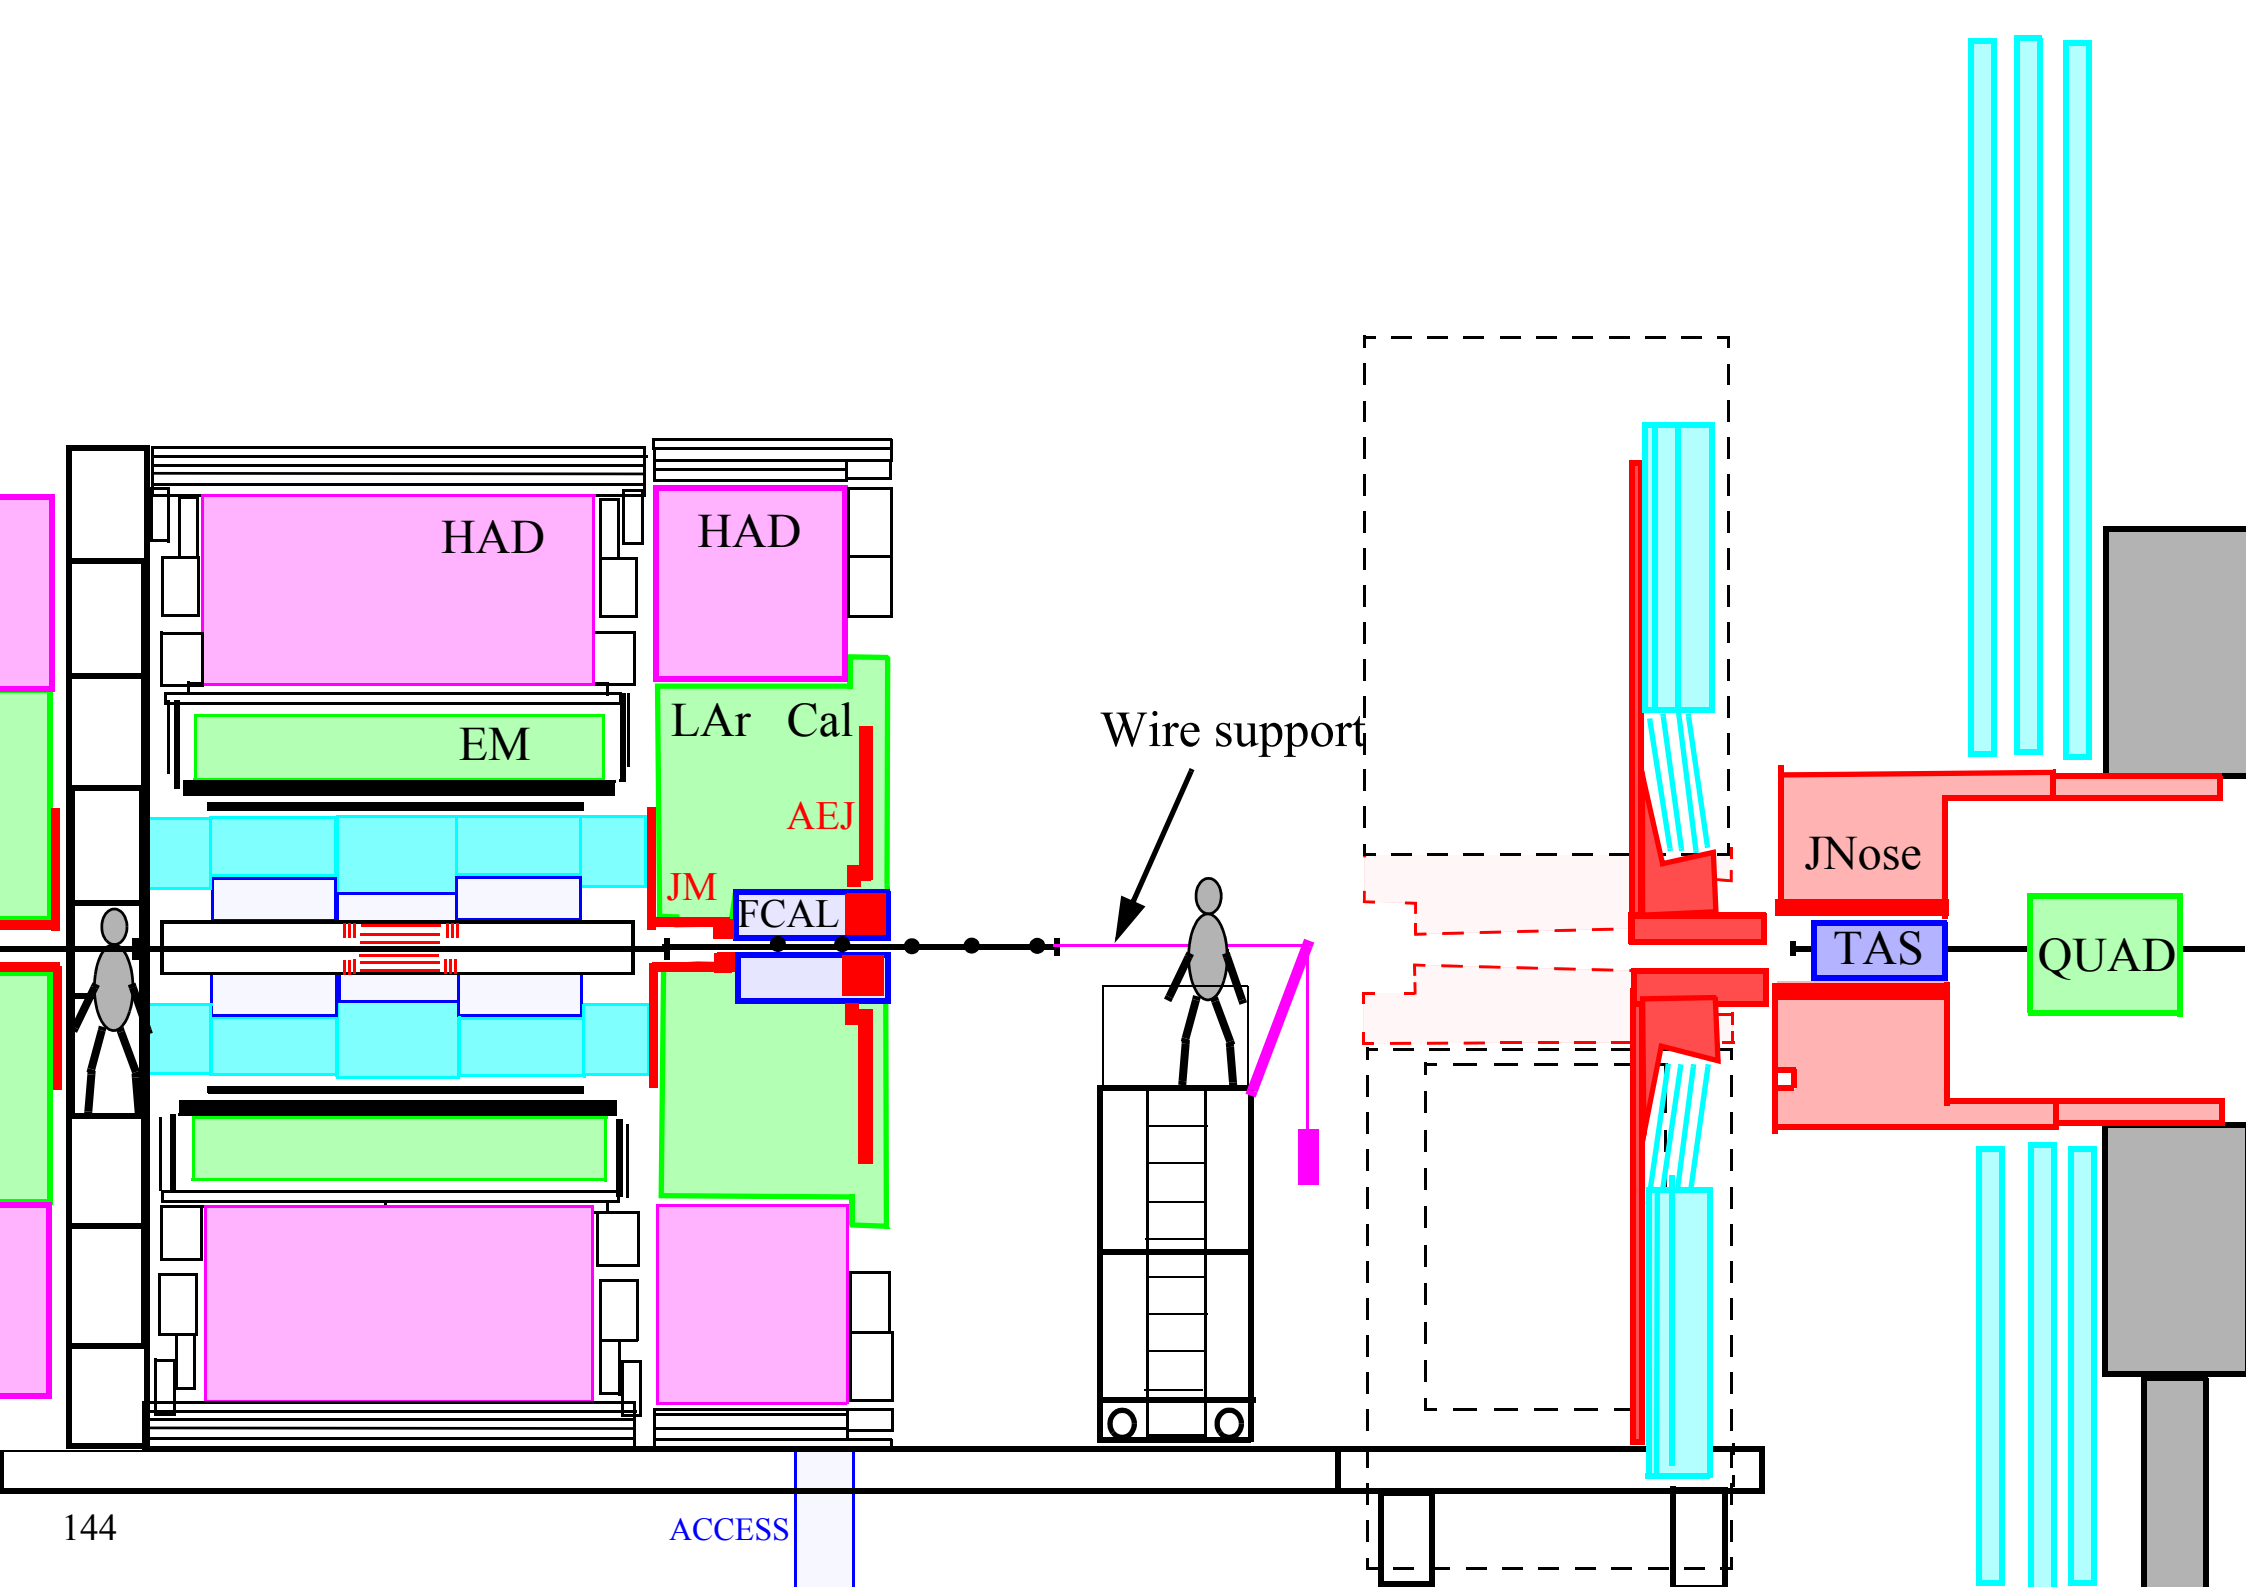 HAD HAD
LAr Cal
EM
Wire support
AEJ
JNose
JM
FCAL
TAS
QUAD
144
ACCESS